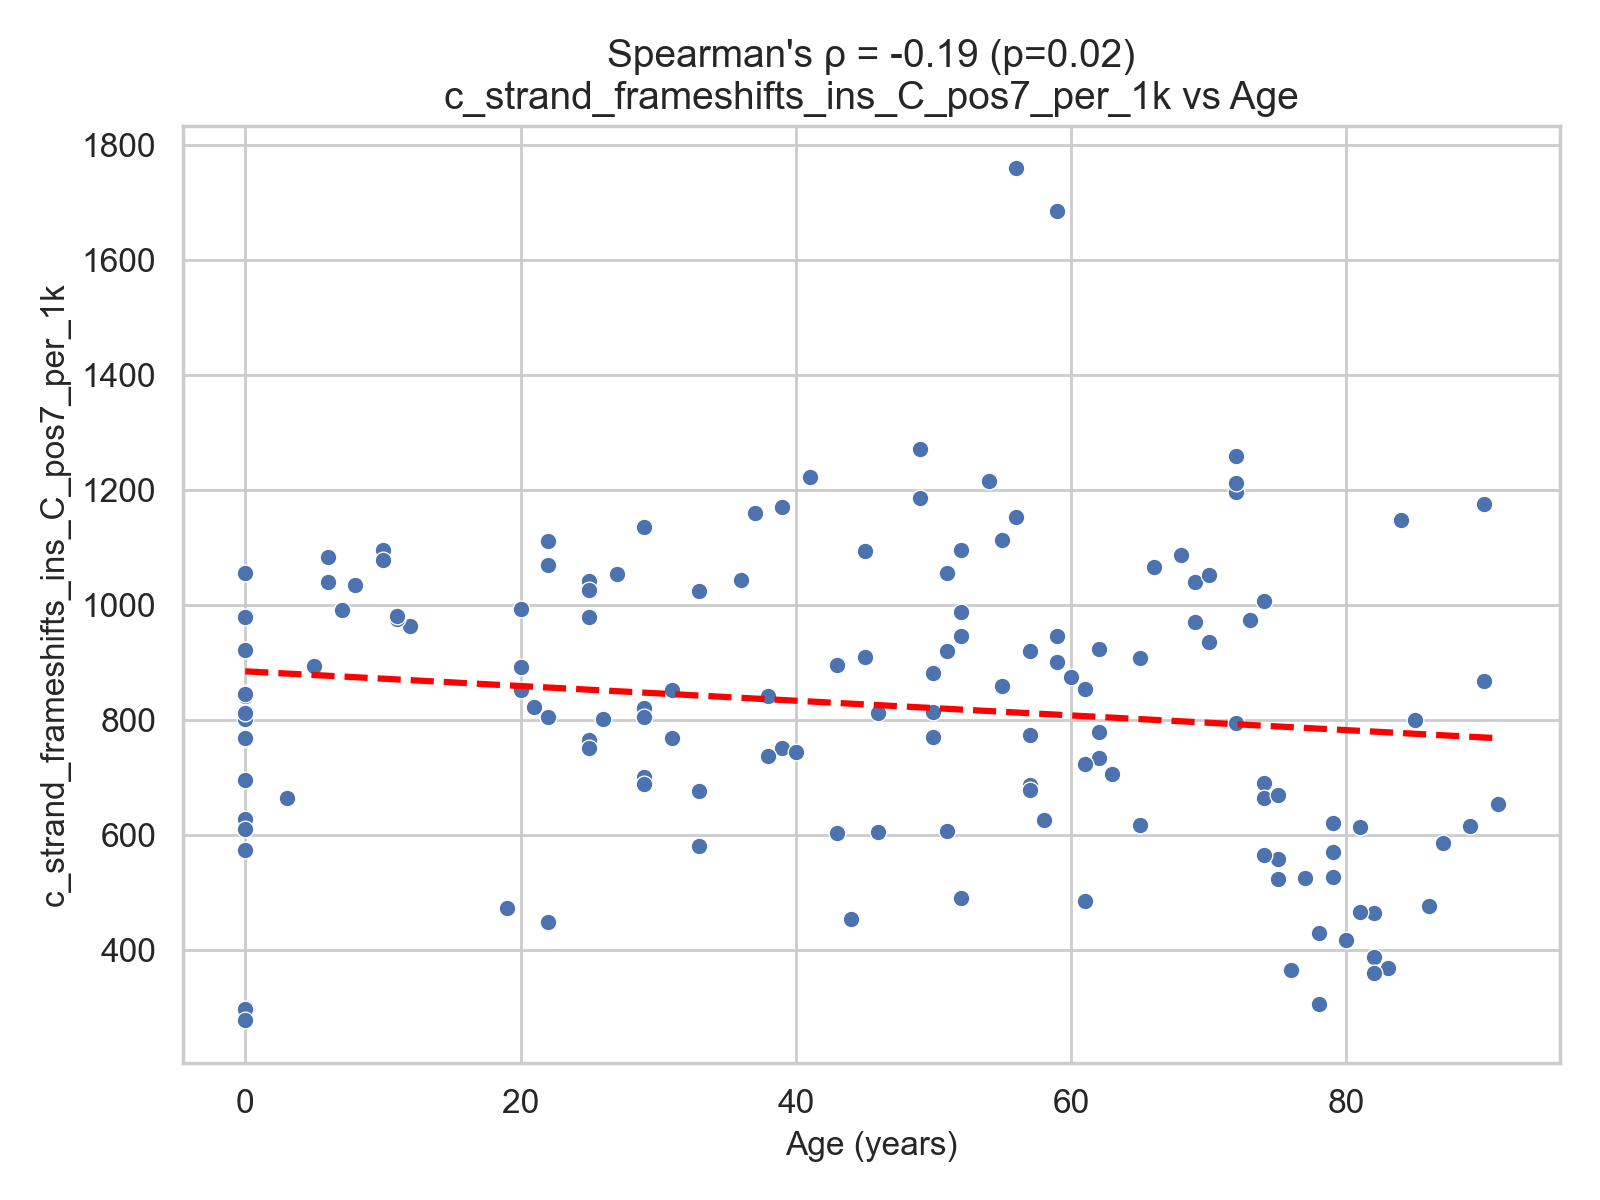 Spearman's ρ = -0.19 (p=0.02)
c_strand_frameshifts_ins_C_pos7_per_1k vs Age
c_strand_frameshifts_ins_C_pos7_per_1k
1800
1600
1400
1200
1000
800
600
400
0 20 40 60 80
Age (years)